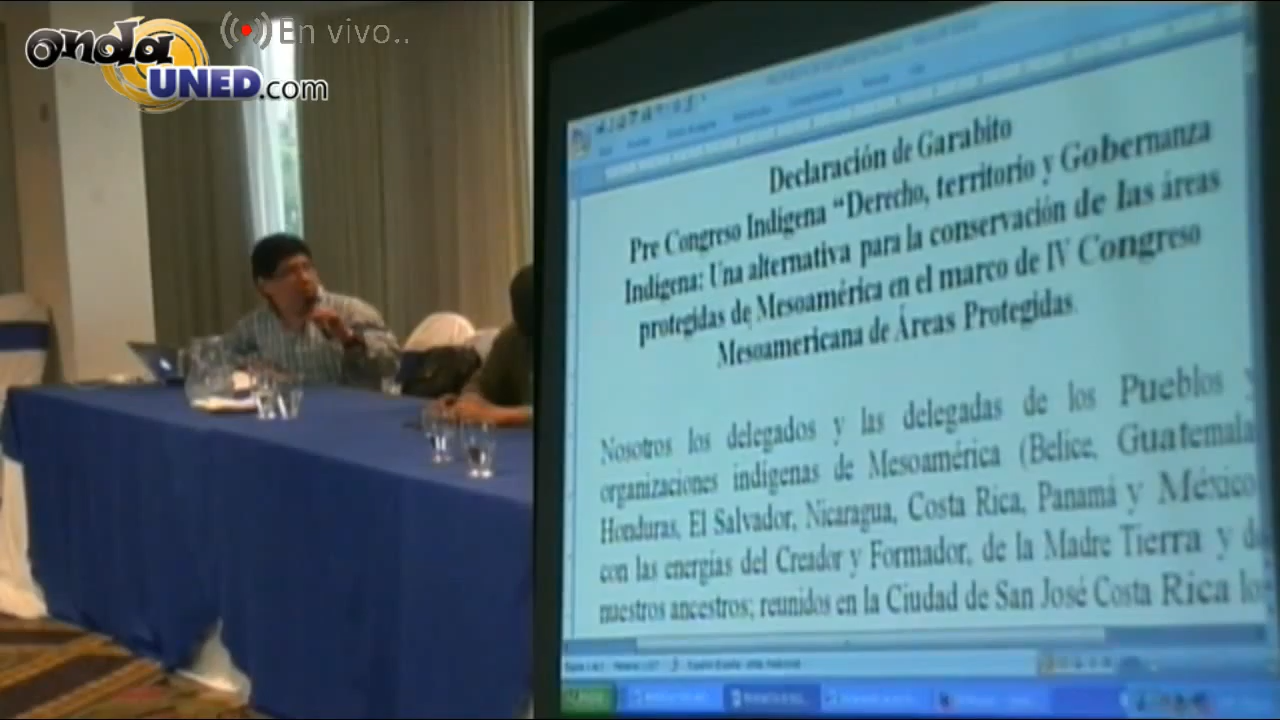 onda
UNED.com
En vivo..
Declaración de Garabito
Pre Congreso Indígena “Derecho, territorio y Gobernanza
Indígena: Una alternativa para la conservación de las áreas
protegidas de Mesoamérica en el marco de IV Congreso
Mesoamericana de Áreas Protegidas.
Nosotros los delegados y las delegadas de los Pueblos y
organizaciones indígenas de Mesoamérica (Belice, Guatemala
Honduras, El Salvador, Nicaragua, Costa Rica, Panamá y México
con las energías del Creador y Formador, de la Madre Tierra y de
nuestros ancestros; reunidos en la Ciudad de San José Costa Rica lo